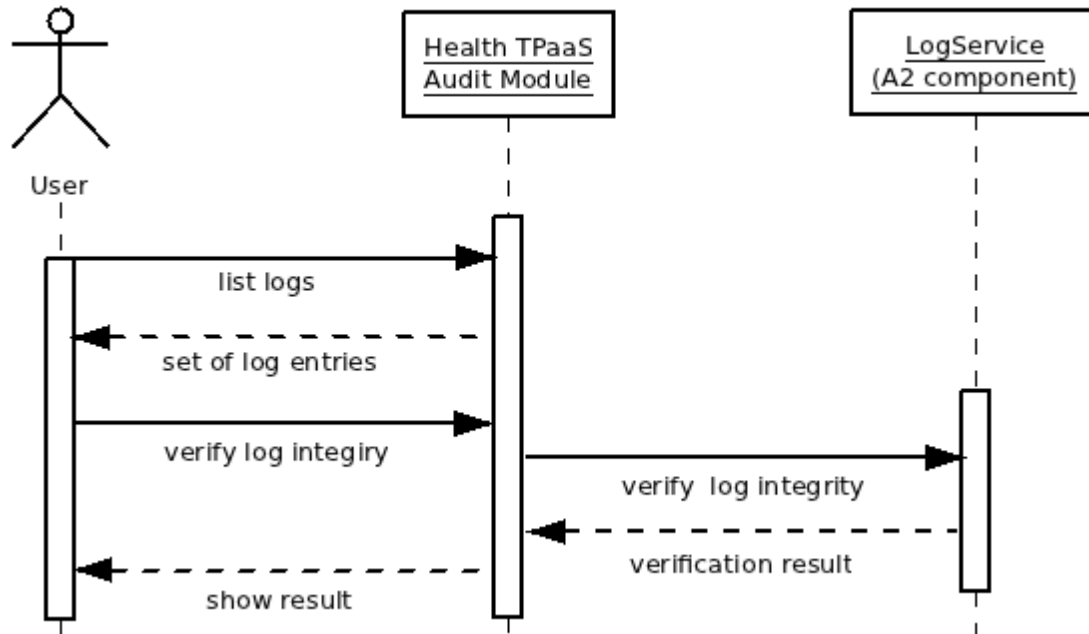 Health TPaaS
Audit Module
LogService
(A2 component)
User
list logs
set of log entries
verify log integiry
verify  log integrity
verification result
show result